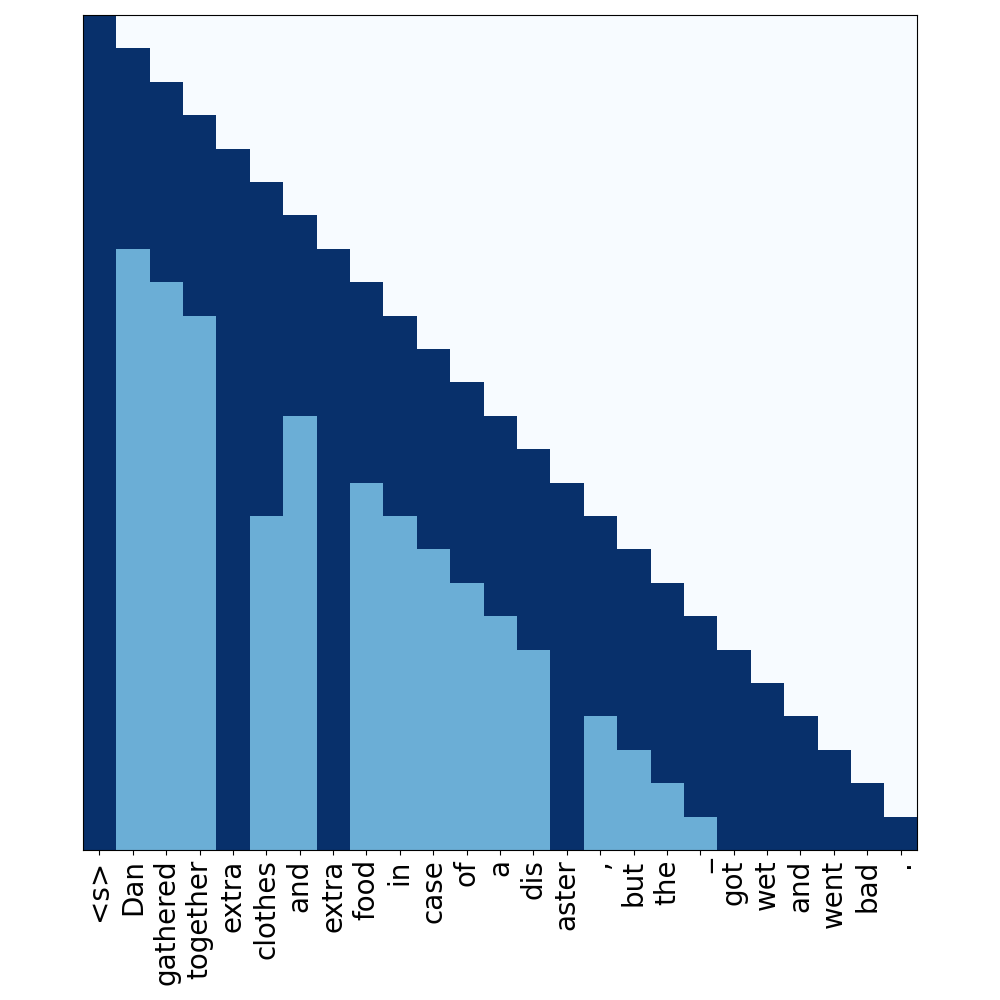 <s>
Dan
gathered
together
extra
clothes
and
extra
food
in
case
of
a
dis
aster
,
but
the
_
got
wet
and
went
bad
.